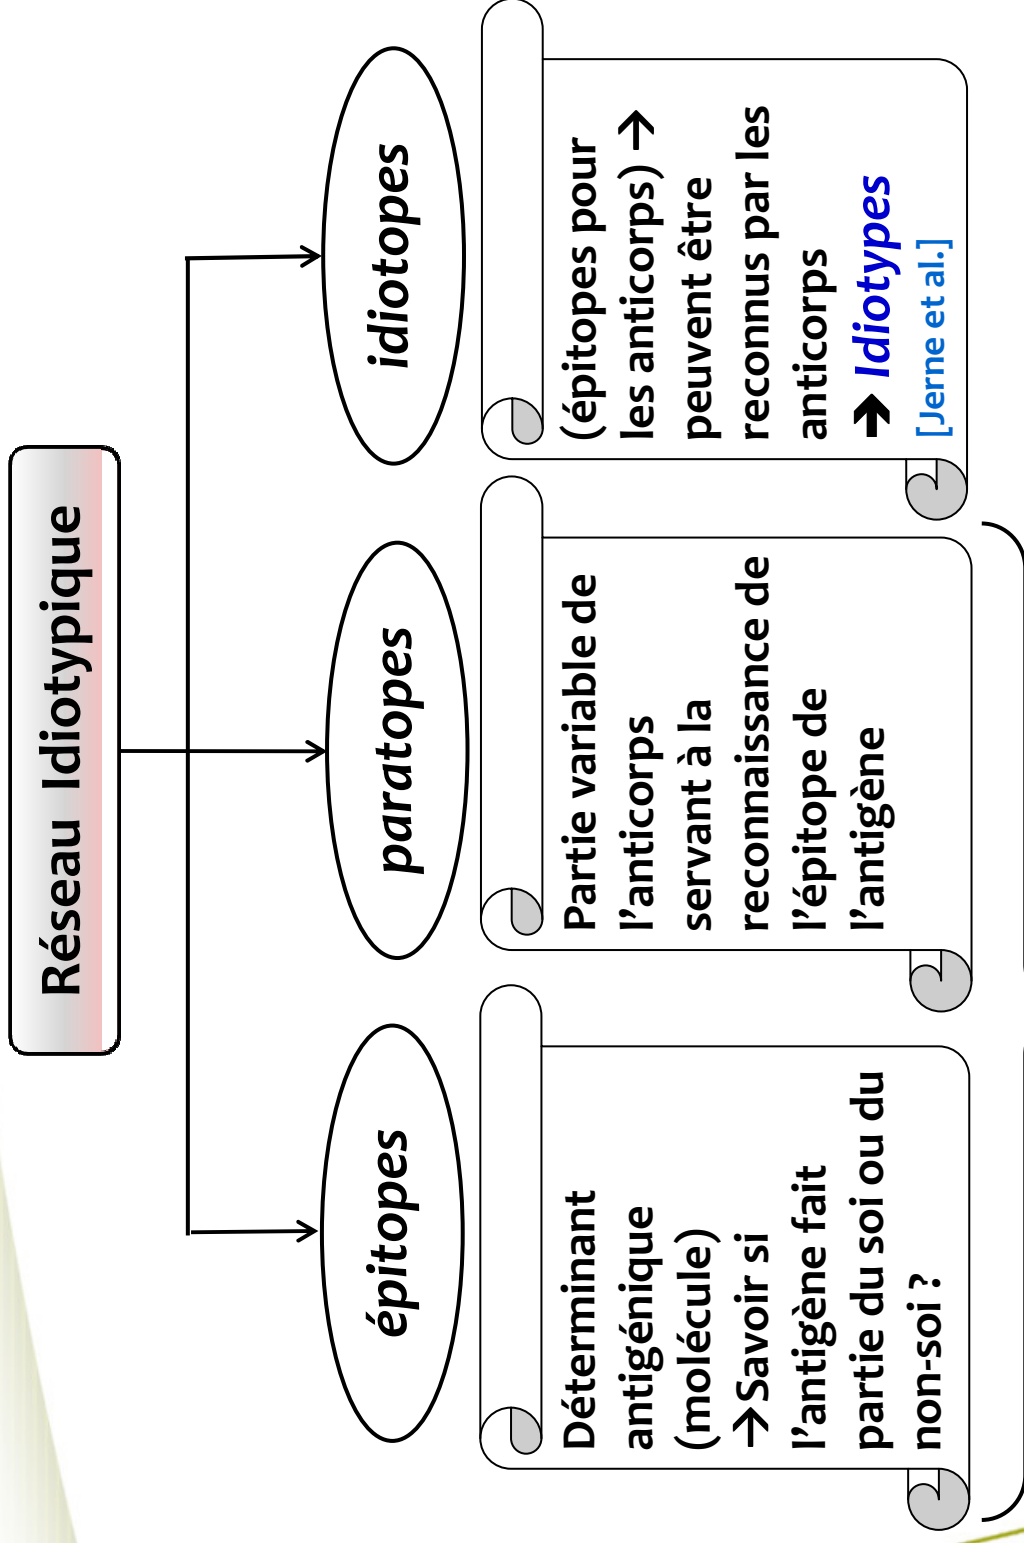 Réseau Idiotypique
épitopes
paratopes
idiotopes
Déterminant
antigénique
(molécule)
→Savoir si
l'antigène fait
partie du soi ou du
non-soi ?
Partie variable de
l’anticorps
servant à la
reconnaissance de
l'épitope de
l’antigène
(épitopes pour
les anticorps) →
peuvent être
reconnus par les
anticorps
➔ Idiotypes
[Jerne et al.]